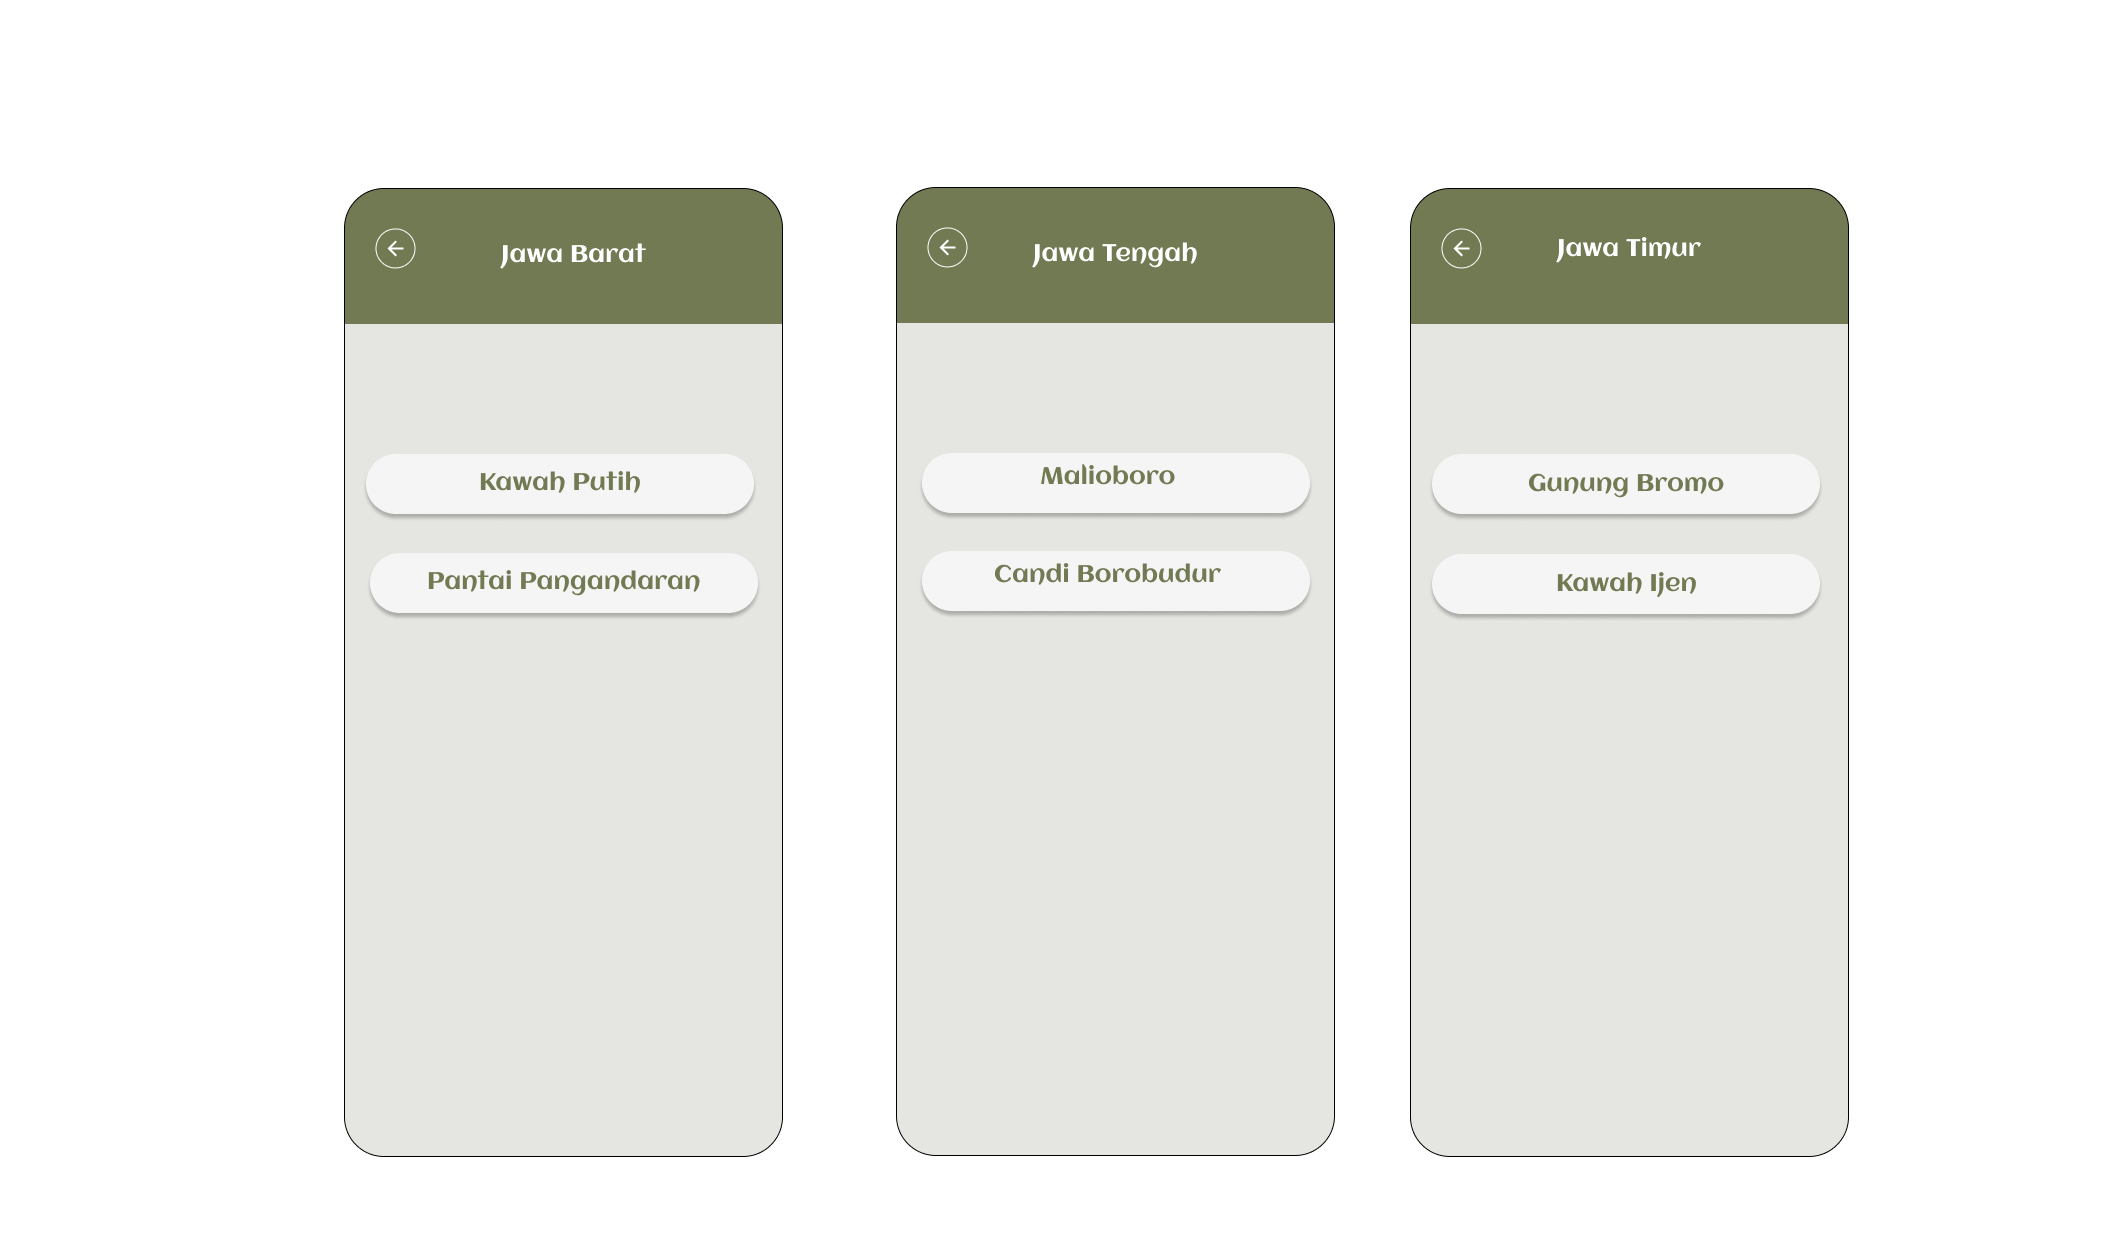 Jawa Barat
Kawah Putih
Pantai Pangandaran
Jawa Tengah
Malioboro
Candi Borobudur
Jawa Timur
Gunung Bromo
Kawah Ijen